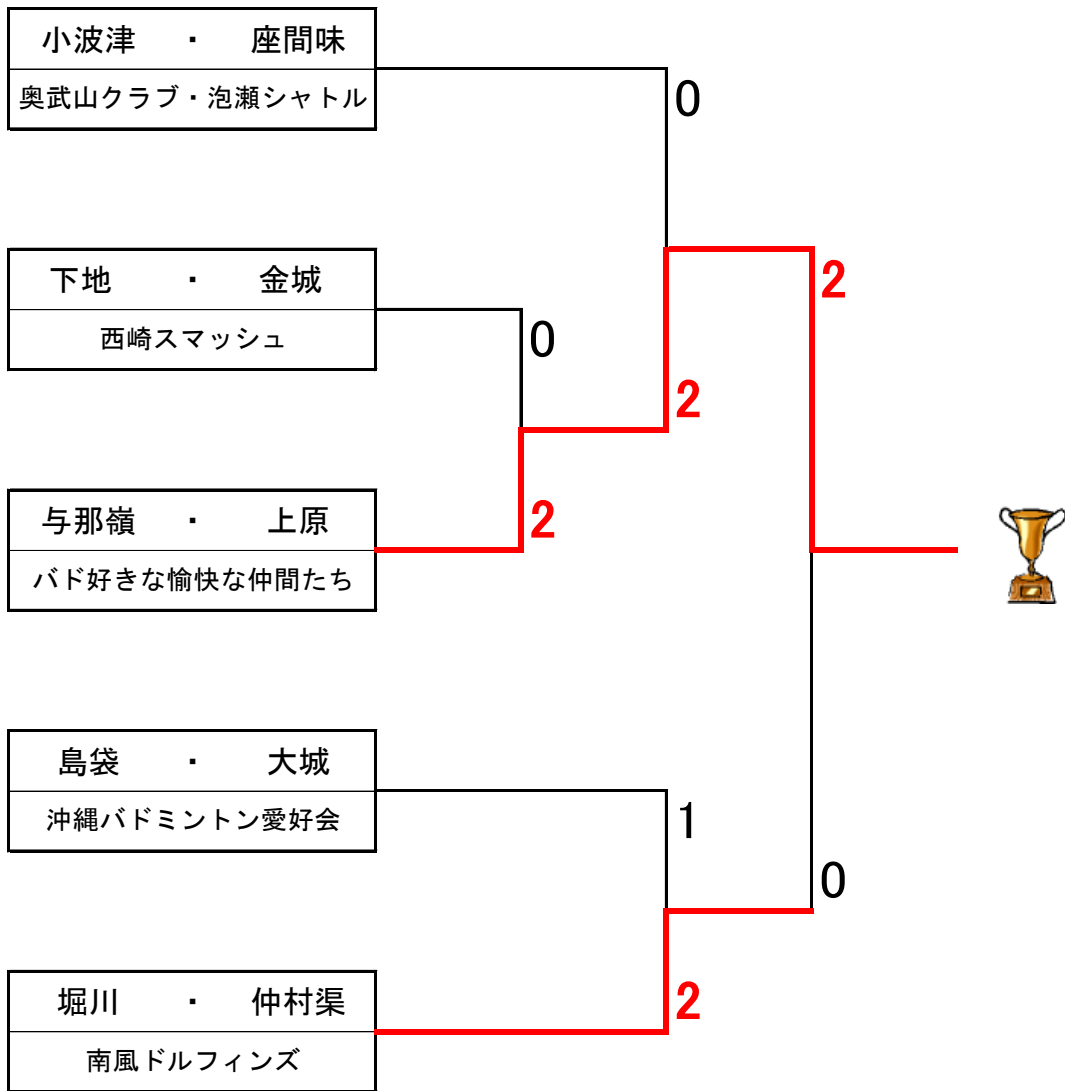 小波津 ・ 座間味
奥武山クラブ・泡瀬シャトル
0
下地 ・ 金城
西崎スマッシュ
2
0
2
与那嶺 ・ 上原
バド好きな愉快な仲間たち
2
島袋 ・ 大城
沖縄バドミントン愛好会
1
0
堀川 ・ 仲村渠
南風ドルフィンズ
2